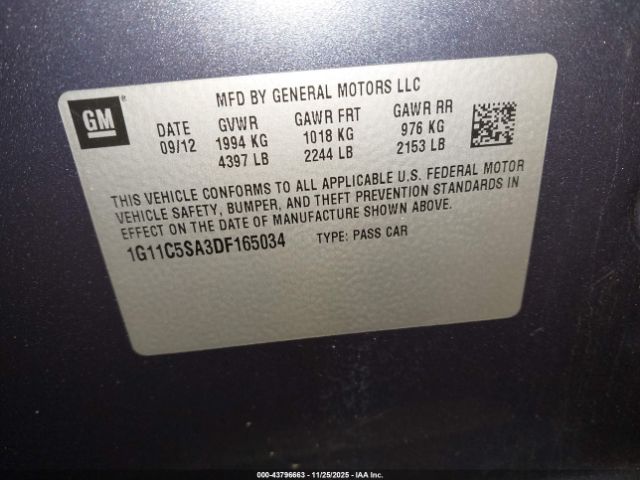 MFD BY GENERAL MOTORS LLC
GM
DATE GVWR GAWR FRT GAWR RR
09/12 1994 KG 1018 KG 976 KG
4397 LB 2244 LB 2153 LB
THIS VEHICLE CONFORMS TO ALL APPLICABLE U.S. FEDERAL MOTOR
VEHICLE SAFETY, BUMPER, AND THEFT PREVENTION STANDARDS IN
EFFECT ON THE DATE OF MANUFACTURE SHOWN ABOVE.
1G11C5SA3DF165034 TYPE: PASS CAR
000-43796663 - 11/25/2025 - IAA Inc.